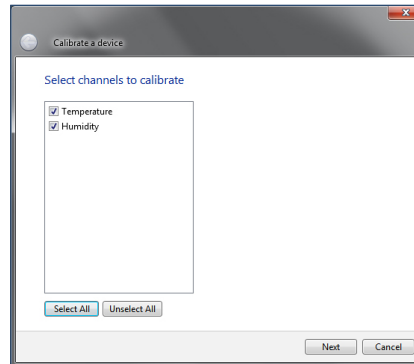 Calibrate a device
Select channels to calibrate
Temperature
Humidity
Select All Unselect All
Next Cancel